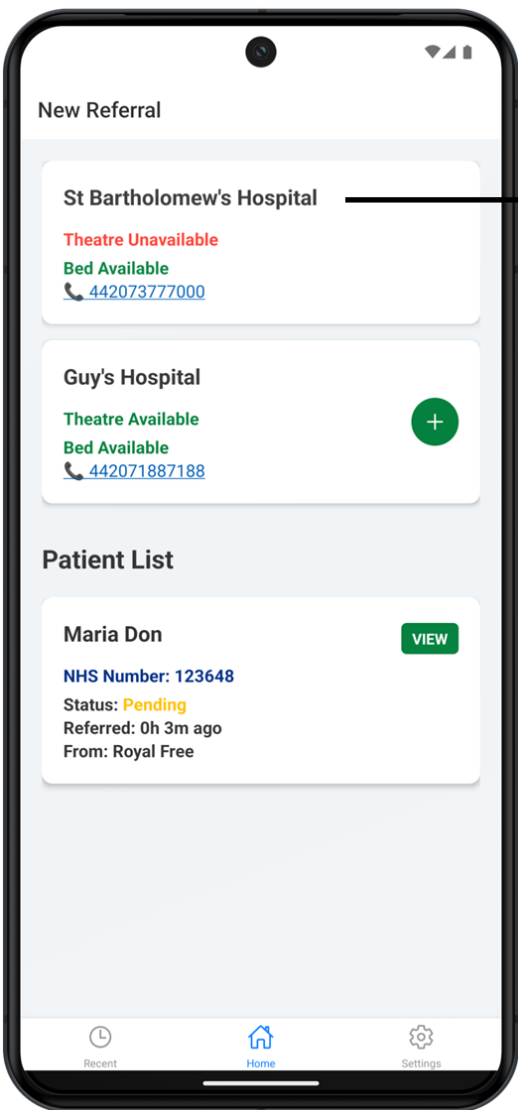 New Referral
St Bartholomew's Hospital
Theatre Unavailable
Bed Available
442073777000
Guy's Hospital
Theatre Available
Bed Available
442071887188
Patient List
Maria Don
VIEW
NHS Number: 123648
Status: Pending
Referred: 0h 3m ago
From: Royal Free
Recent
Home
Settings